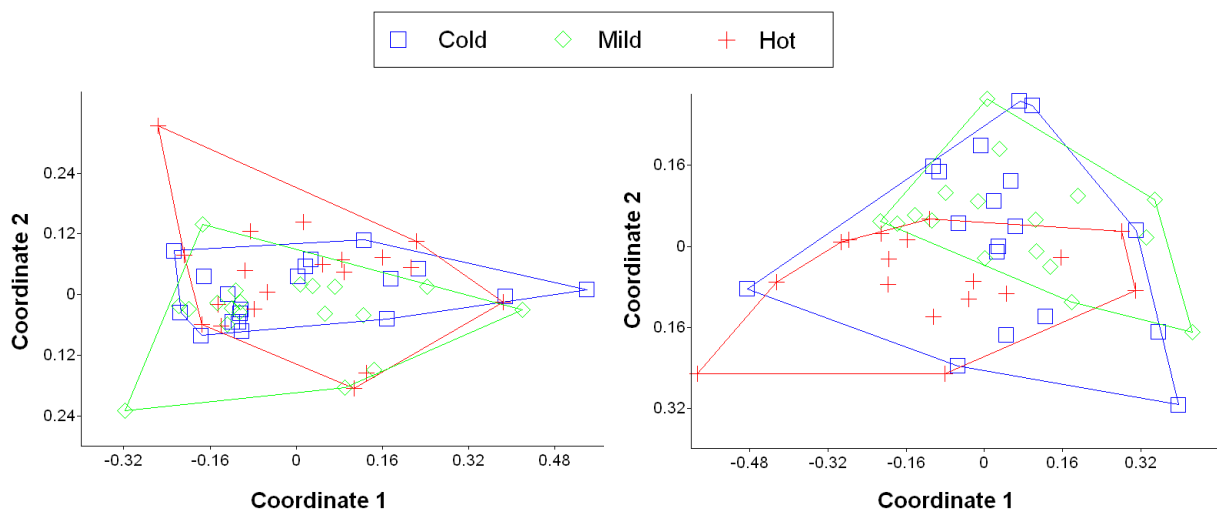 Cold Mild Hot
Coordinate 2
0.24
0.12
0
0.12
0.24
-0.32 -0.16 0 0.16 0.32 0.48
Coordinate 1
Coordinate 2
0.16
0
0.16
0.32
-0.48 -0.32 -0.16 0 0.16 0.32
Coordinate 1